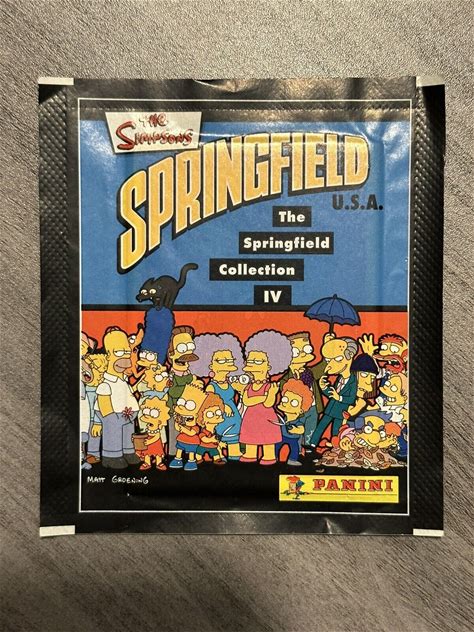 THE
SIMPSONS
SPRINGFIELD
U.S.A.
The
Springfield
Collection
IV
MATT GROENING
PANINI